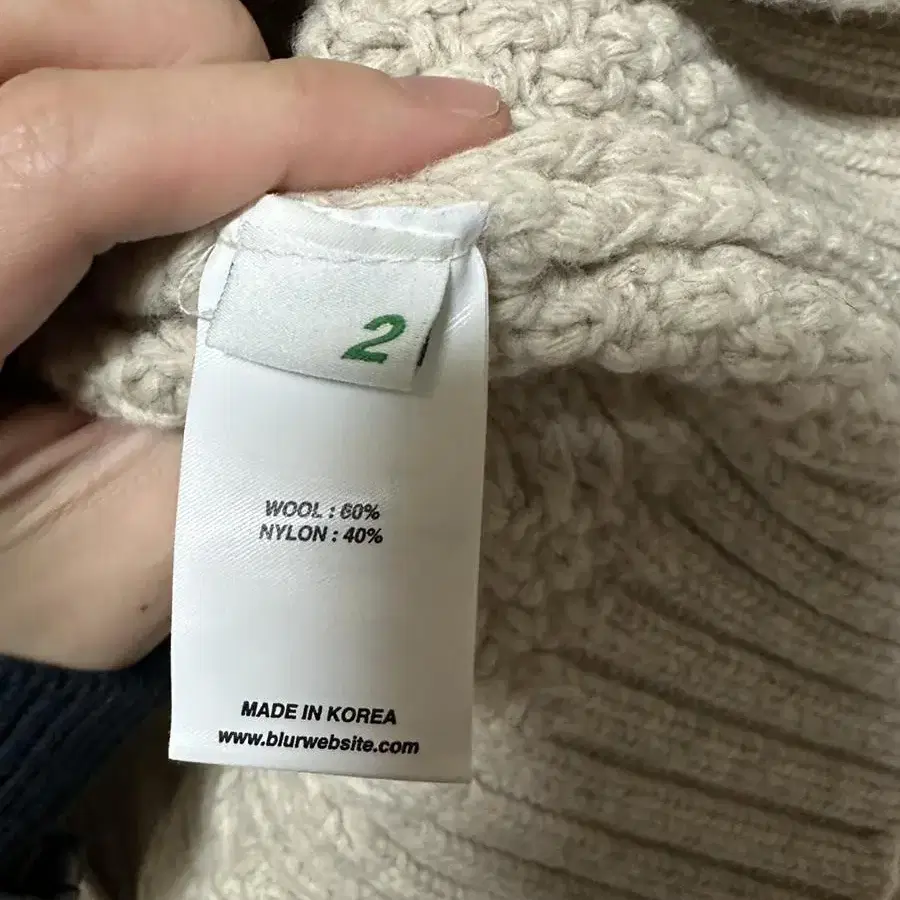 2
WOOL : 60%
NYLON : 40%
MADE IN KOREA
www.blurwebsite.com